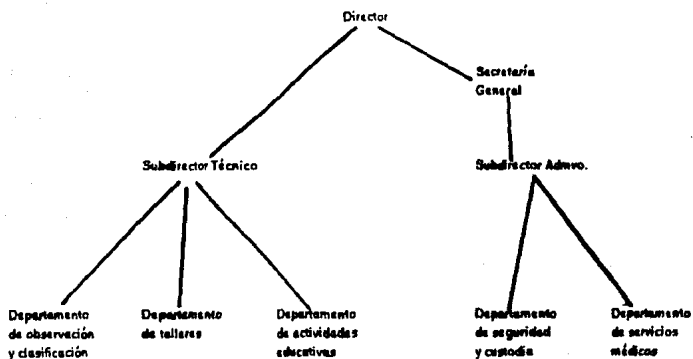 Director
Secretaría
General
Subdirector Técnico
Subdirector Admvo.
Departamento
de observación
y clasificación
Departamento
de talleres
Departamento
de actividades
educativas
Departamento
de seguridad
y custodia
Departamento
de servicios
médicos